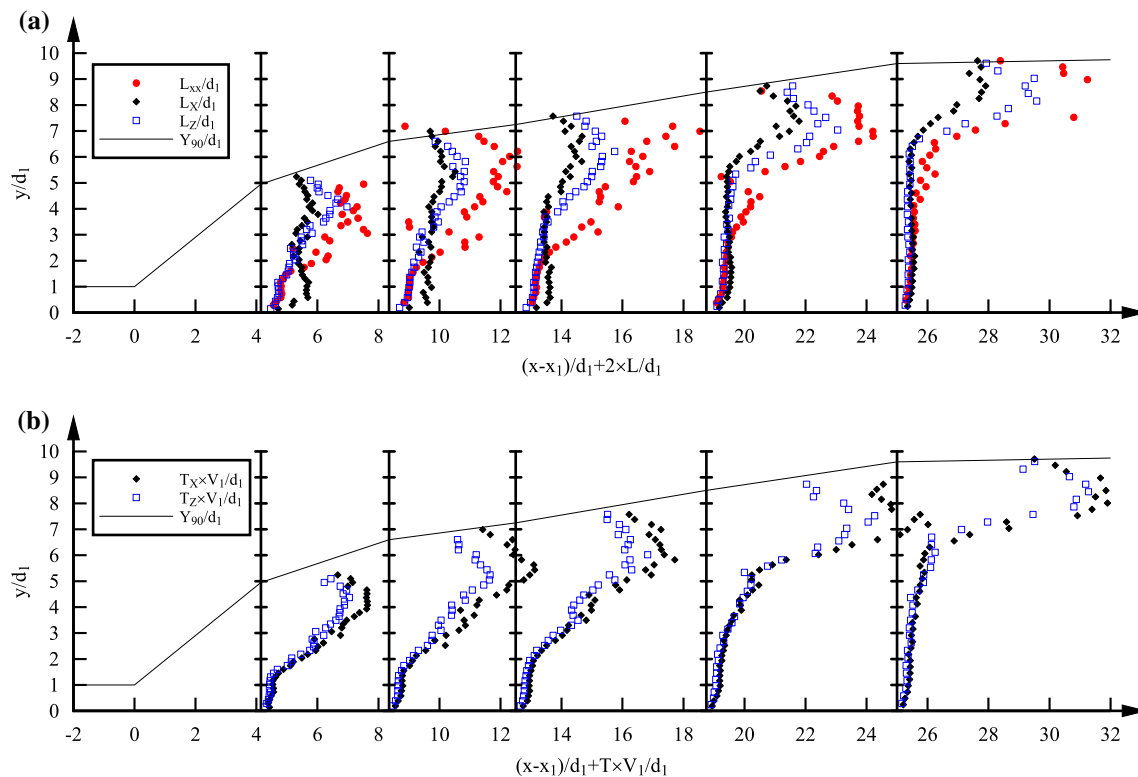 (a)
y/d1
10
9
8
7
6
5
4
3
2
1
0
Lxx/d1
LX/d1
LZ/d1
Y90/d1
-2 0 2 4 6 8 10 12 14 16 18 20 22 24 26 28 30 32
(x-x1)/d1+2×L/d1
(b)
y/d1
10
9
8
7
6
5
4
3
2
1
0
TX×V1/d1
TZ×V1/d1
Y90/d1
-2 0 2 4 6 8 10 12 14 16 18 20 22 24 26 28 30 32
(x-x1)/d1+T×V1/d1